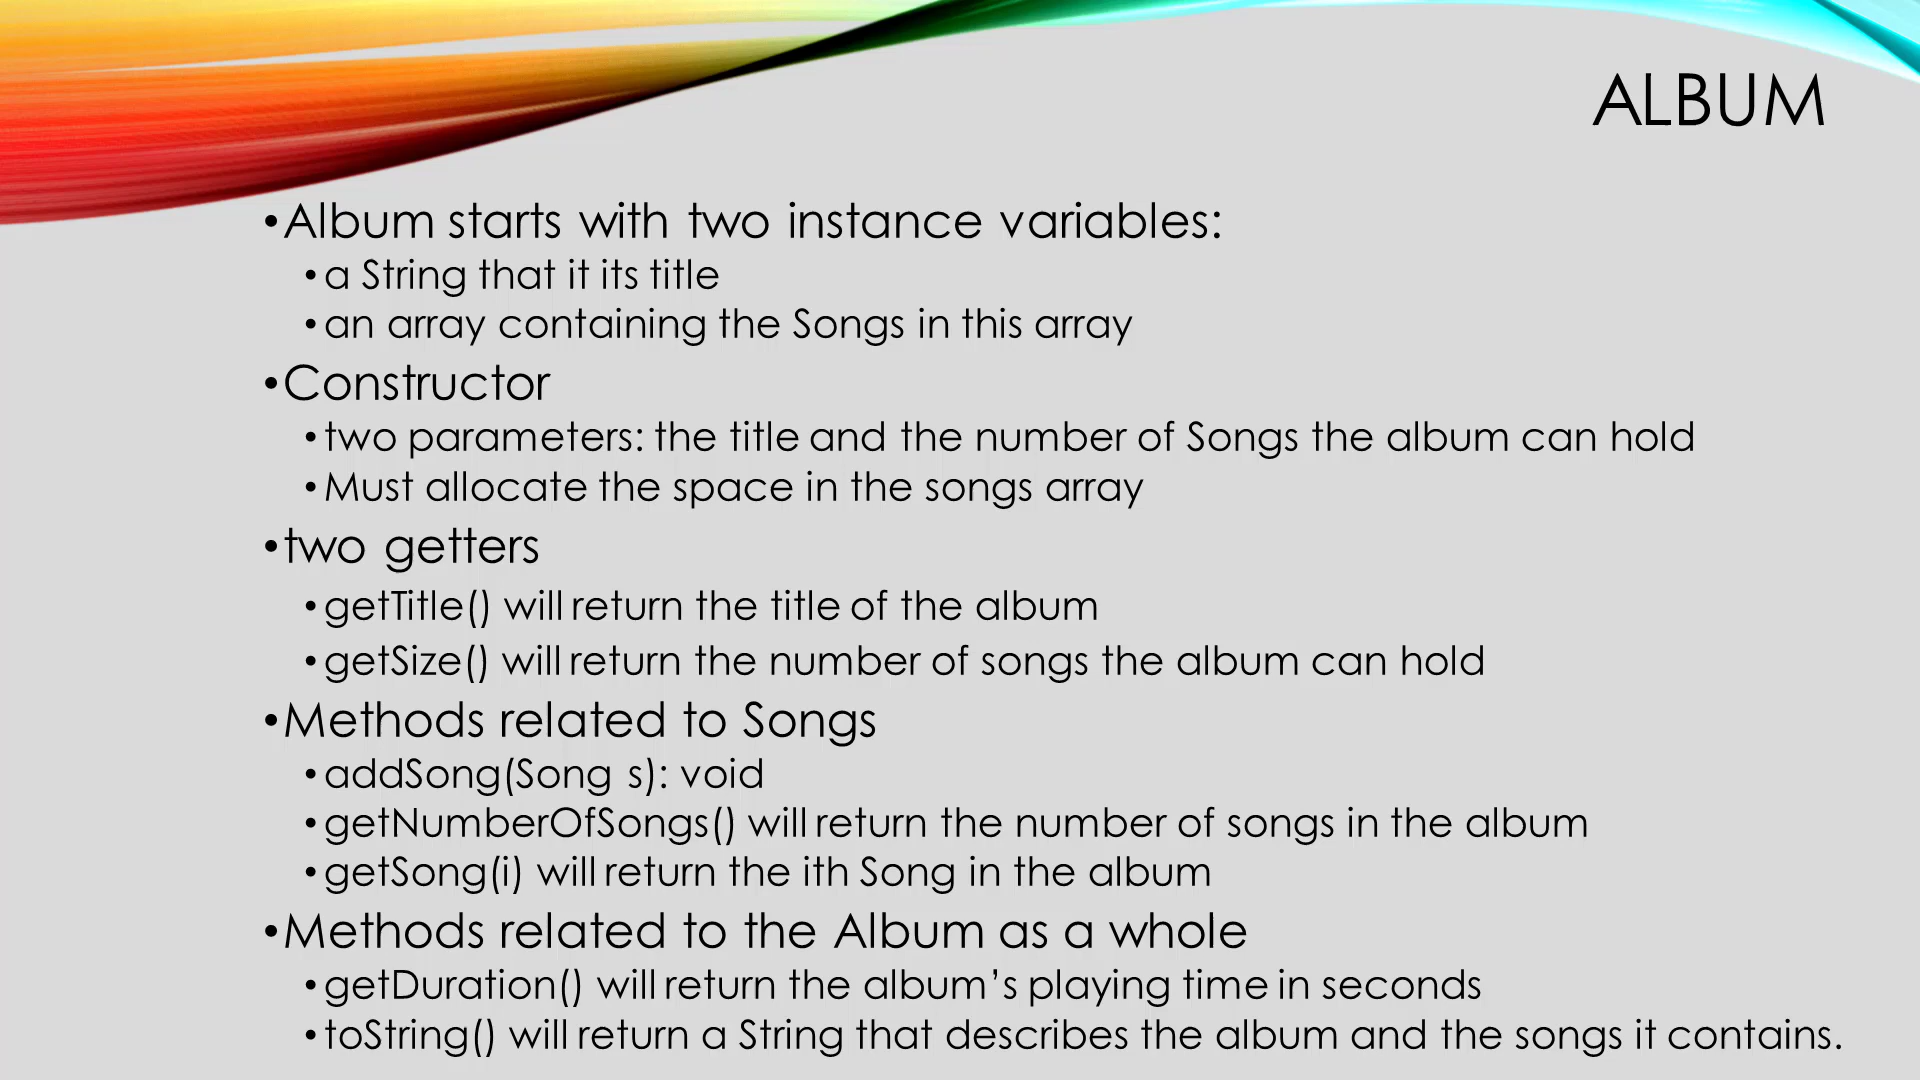 ALBUM
•Album starts with two instance variables:
•a String that it its title
•an array containing the Songs in this array
•Constructor
•two parameters: the title and the number of Songs the album can hold
•Must allocate the space in the songs array
•two getters
•getTitle() will return the title of the album
•getSize() will return the number of songs the album can hold
•Methods related to Songs
•addSong(Song s): void
•getNumberOfSongs() will return the number of songs in the album
•getSong(i) will return the ith Song in the album
•Methods related to the Album as a whole
•getDuration() will return the album’s playing time in seconds
•toString() will return a String that describes the album and the songs it contains.